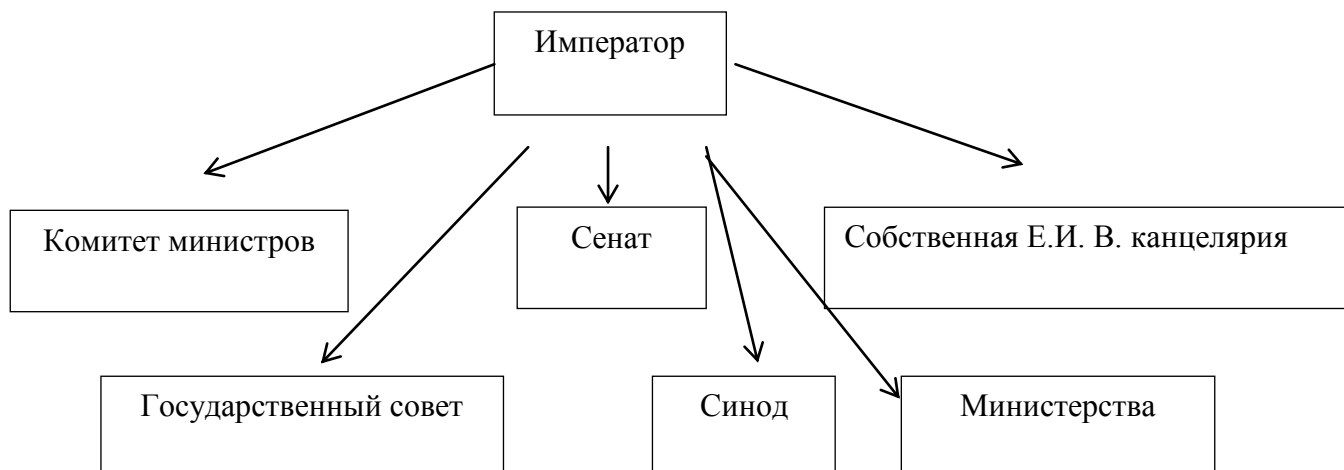 Император
Комитет министров
Сенат
Собственная Е.И. В. канцелярия
Государственный совет
Синод
Министерства